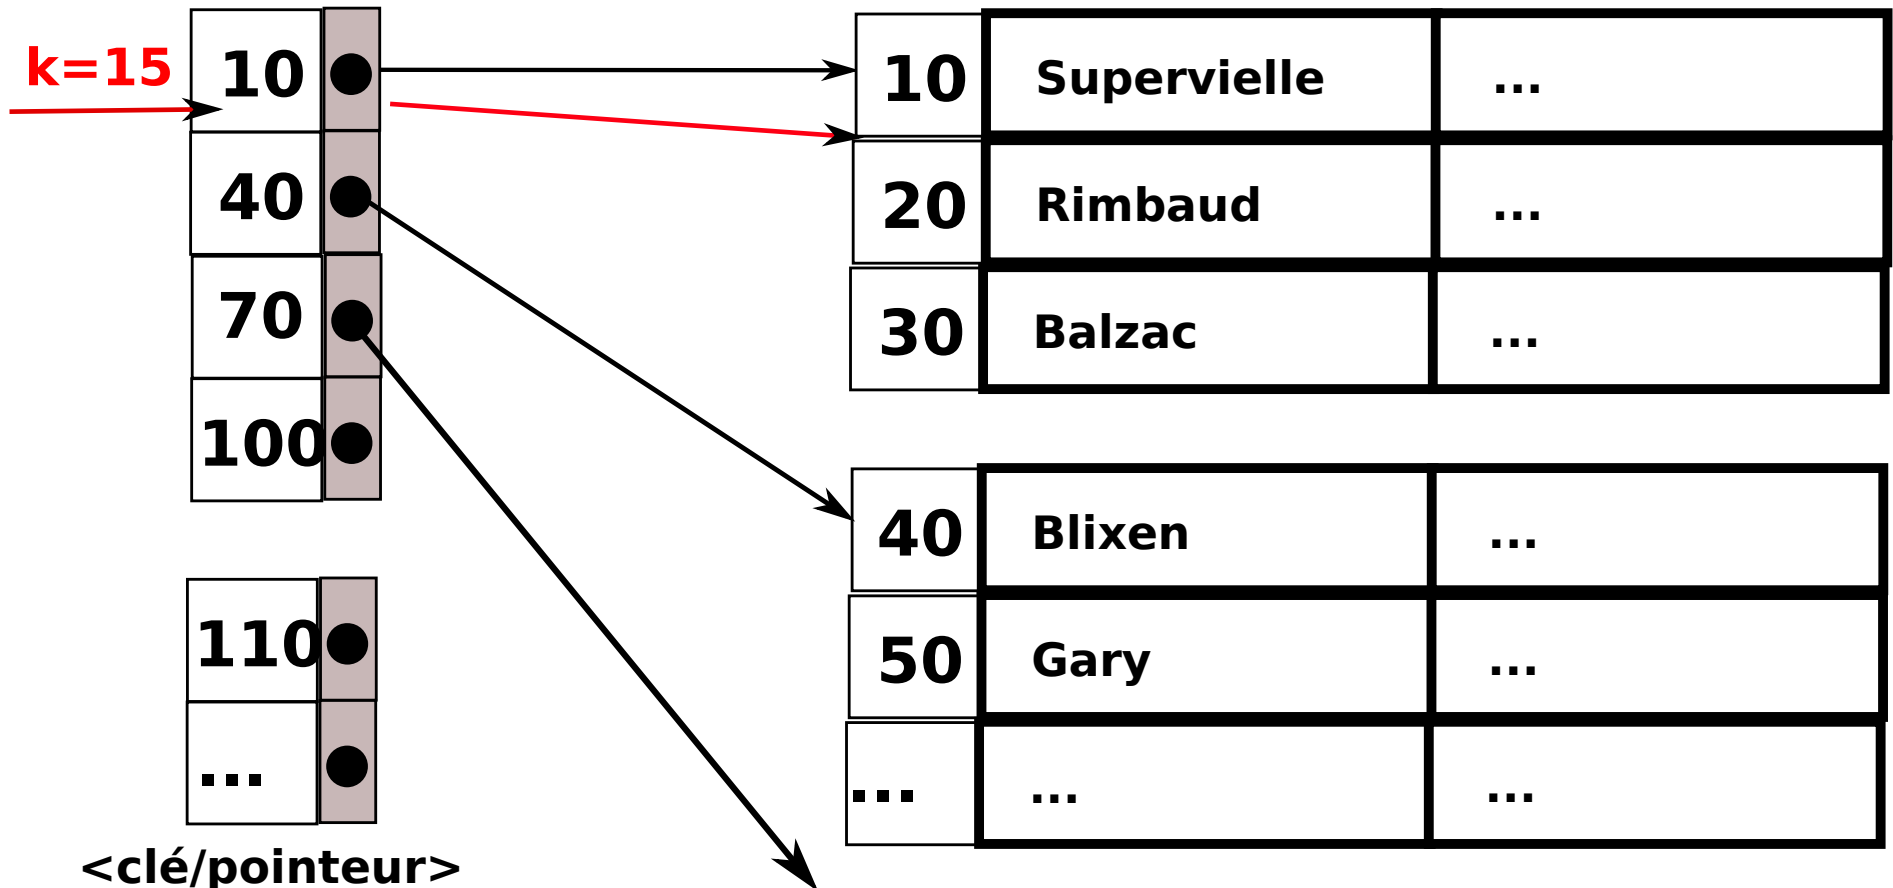 k=15
10
40
70
100
110
...
<clé/pointeur>
10 Supervielle ...
20 Rimbaud ...
30 Balzac ...
40 Blixen ...
50 Gary ...
... ... ...